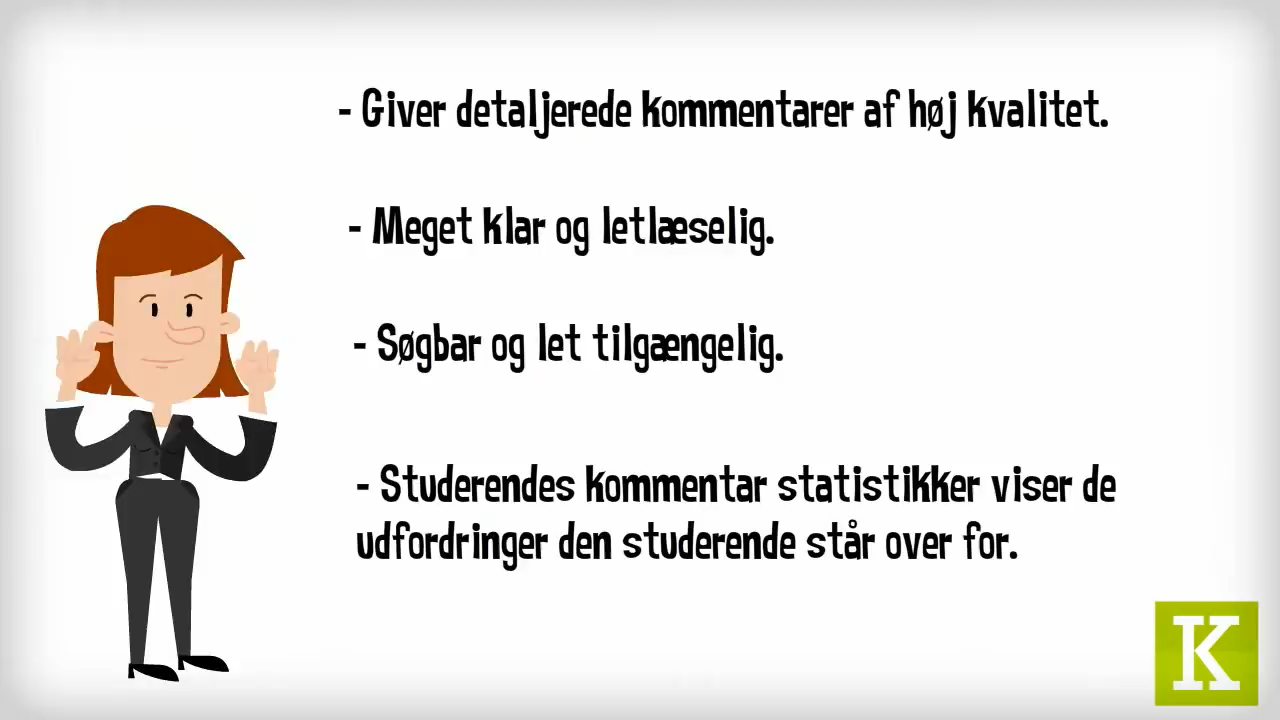 - Giver detaljerede kommentarer af høj kvalitet.
- Meget klar og letlæselig.
- Søgbar og let tilgængelig.
- Studerendes kommentar statistikker viser de
udfordringer den studerende står over for.
K